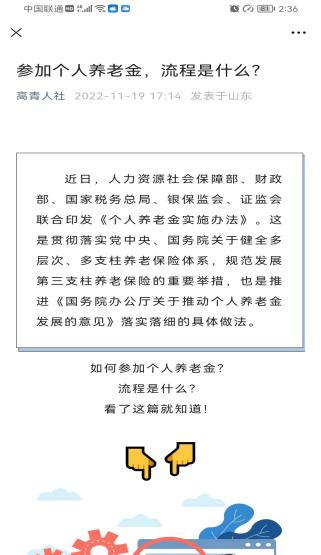 中国联通 HD 4G 81 2:36
参加个人养老金，流程是什么？
高青人社 2022-11-19 17:14 发表于山东
近日，人力资源社会保障部、财政
部、国家税务总局、银保监会、证监会
联合印发《个人养老金实施办法》。这
是贯彻落实党中央、国务院关于健全多
层次、多支柱养老保险体系，规范发展
第三支柱养老保险的重要举措，也是推
进《国务院办公厅关于推动个人养老金
发展的意见》落实落细的具体做法。
如何参加个人养老金？
流程是什么？
看了这篇就知道！